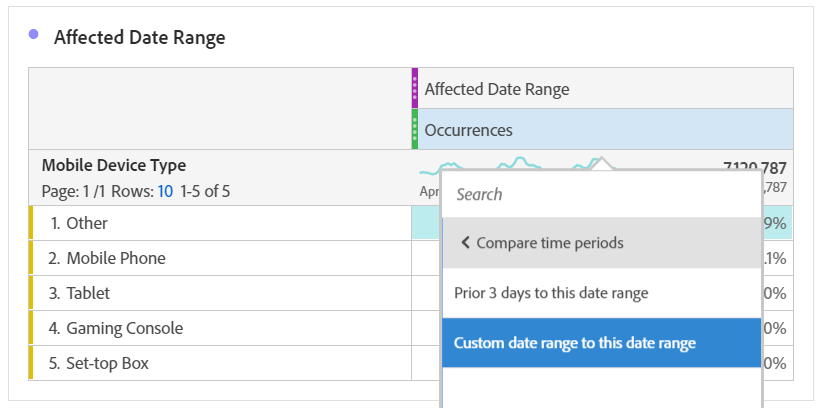 Affected Date Range
Affected Date Range
Occurrences
Mobile Device Type
Page: 1 /1 Rows: 10 1-5 of 5
7,120,787
Apr
,787
Search
1. Other
9%
Compare time periods
2. Mobile Phone
.1%
3. Tablet
Prior 3 days to this date range
0%
4. Gaming Console
0%
Custom date range to this date range
5. Set-top Box
0%